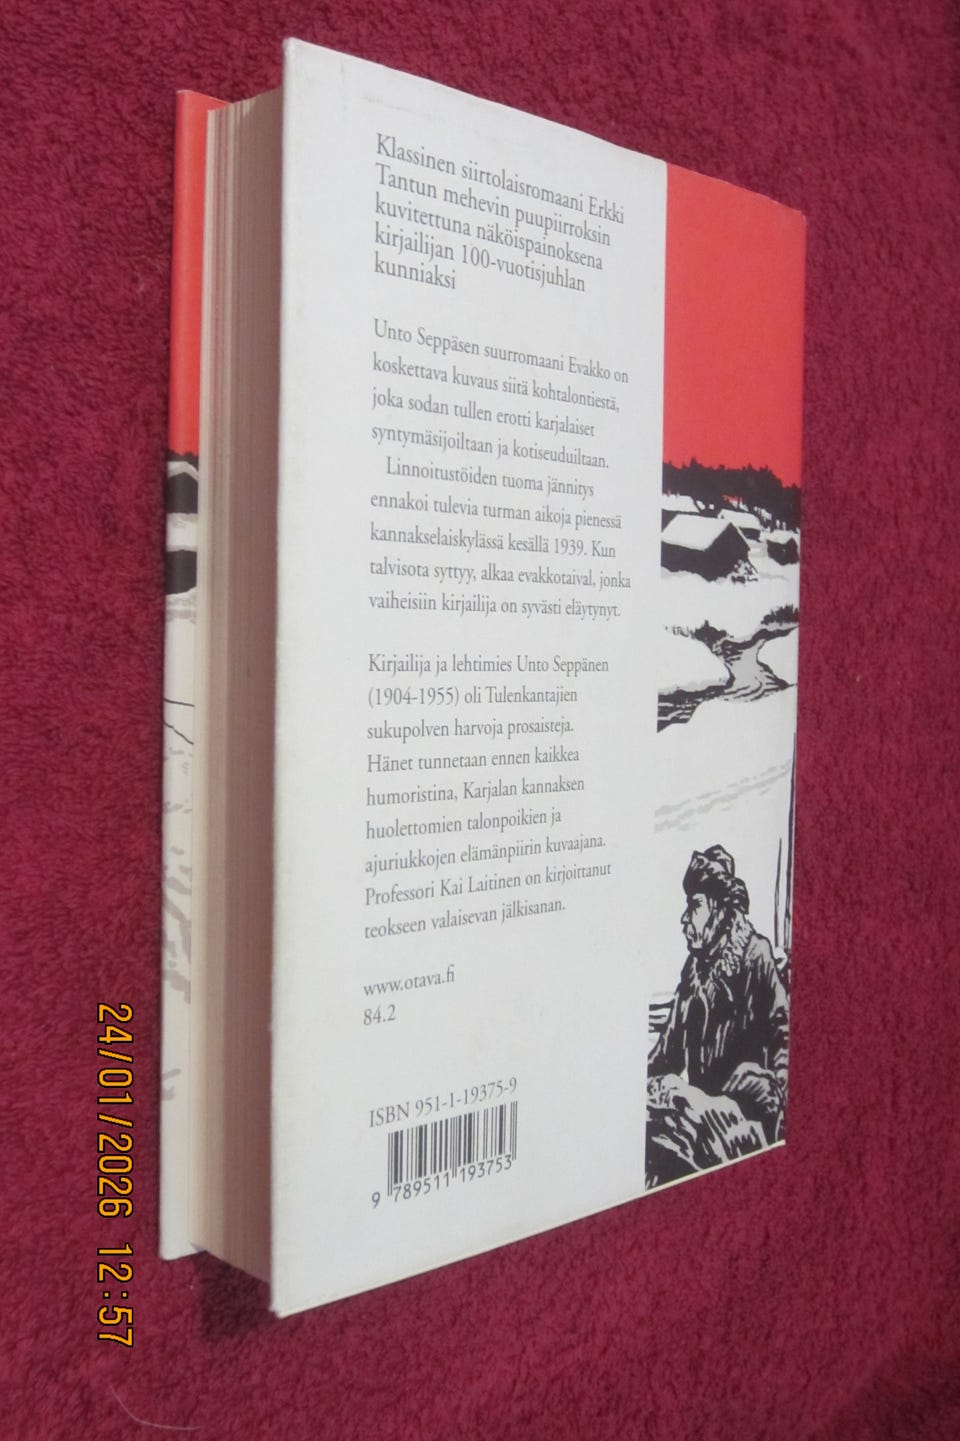 Klassinen siirtolaisromaani Erkki
Tantun mehevin puupiirroksin
kuvitettuna näköispainoksena
kirjailijan 100-vuotisjuhlan
kunniaksi
Unto Seppäsen suurromaani Evakko on
koskettava kuvaus siitä kohtalontiestä,
joka sodan tullen erotti karjalaiset
syntymäsijoiltaan ja kotiseuduiltaan.
Linnoitustöiden tuoma jännitys
ennakoi tulevia turman aikoja pienessä
kannakselaiskylässä kesällä 1939. Kun
talvisota syttyy, alkaa evakkotaival, jonka
vaiheisiin kirjailija on syvästi eläytynyt.
Kirjailija ja lehtimies Unto Seppänen
(1904-1955) oli Tulenkantajien
sukupolven harvoja prosaisteja.
Hänet tunnetaan ennen kaikkea
humoristina, Karjalan kannaksen
huolettomien talonpoikien ja
ajuriukkojen elämänpiirin kuvaajana.
Professori Kai Laitinen on kirjoittanut
teokseen valaisevan jälkisanan.
www.otava.fi
84.2
ISBN 951-1-19375-9
9 789511 193753
24/01/2026 12:57